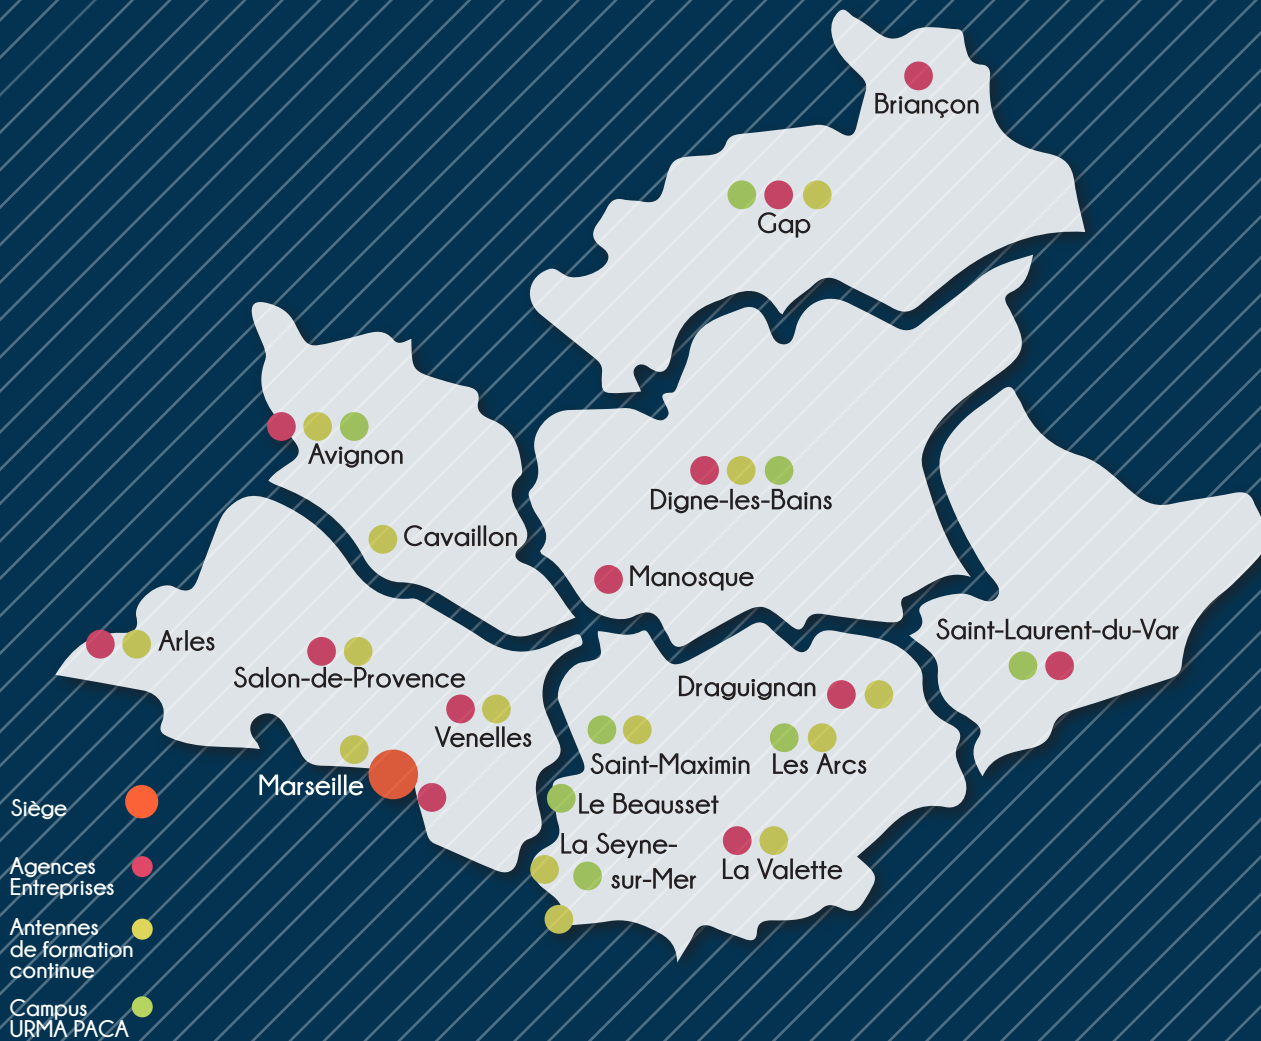 Briançon
Gap
Avignon
Cavaillon
Digne-les-Bains
Manosque
Arles
Salon-de-Provence
Venelles
Marseille
Saint-Laurent-du-Var
Draguignan
Saint-Maximin
Les Arcs
Le Beausset
La Seyne-
sur-Mer
La Valette
Siège
Agences
Entreprises
Antennes
de formation
continue
Campus
URMA PACA